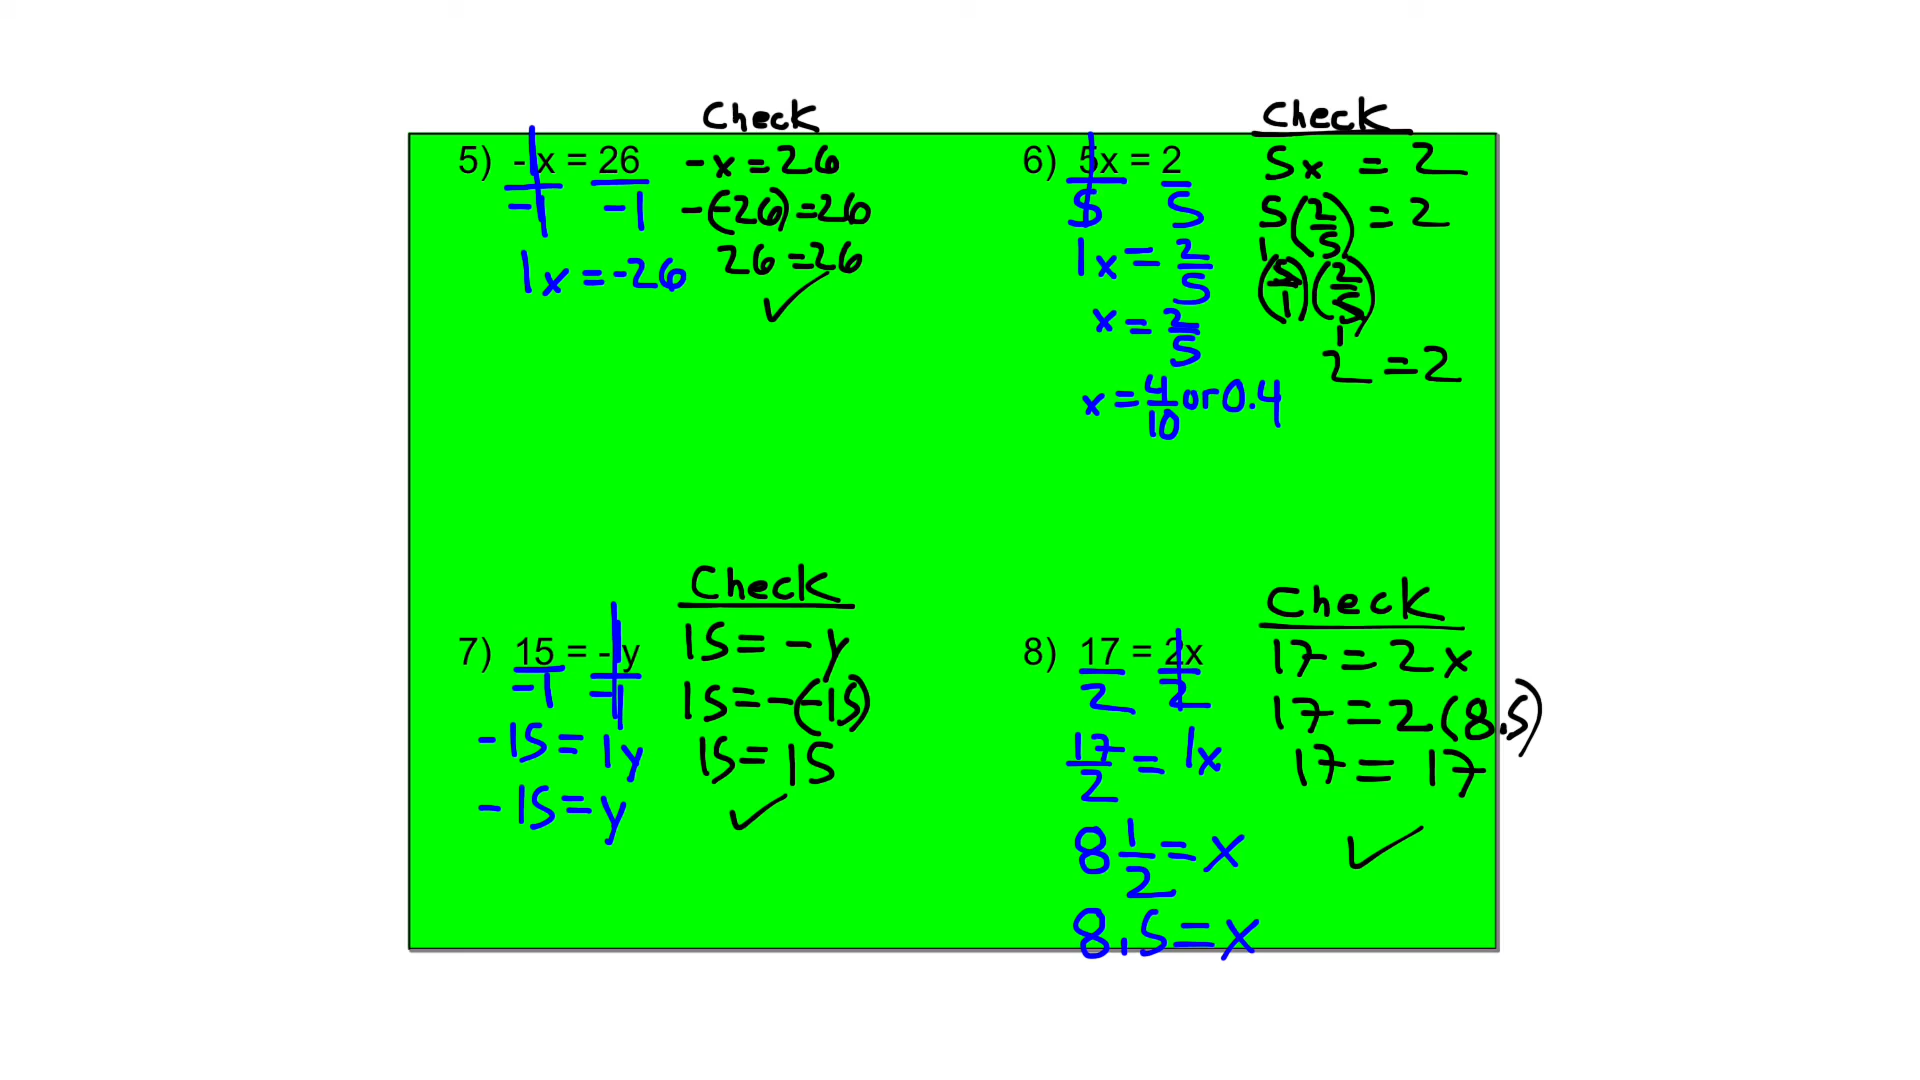 Check
5) -x = 26
-1 -1
1x = -26
-x = 26
-(-26) = 26
26 = 26
✓
Check
6) 5x = 2
5 5
1x = 2/5
x = 2/5
x = 4/10 or 0.4
5x = 2
5(2/5) = 2
1
(5/1)(2/5)
1
2 = 2
Check
7) 15 = -y
-1 -1
-15 = 1y
-15 = y
15 = -y
15 = -(-15)
15 = 15
✓
Check
8) 17 = 2x
2 2
17/2 = 1x
8 1/2 = x
8.5 = x
17 = 2x
17 = 2(8.5)
17 = 17
✓